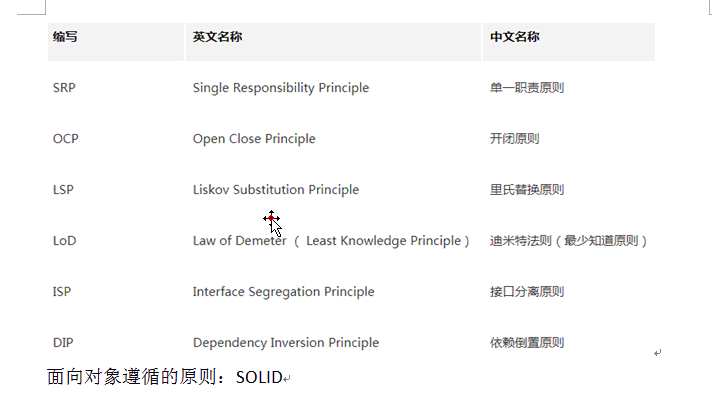 缩写 英文名称 中文名称
SRP Single Responsibility Principle 单一职责原则
OCP Open Close Principle 开闭原则
LSP Liskov Substitution Principle 里氏替换原则
LoD Law of Demeter （ Least Knowledge Principle） 迪米特法则（最少知道原则）
ISP Interface Segregation Principle 接口分离原则
DIP Dependency Inversion Principle 依赖倒置原则
面向对象遵循的原则：SOLID